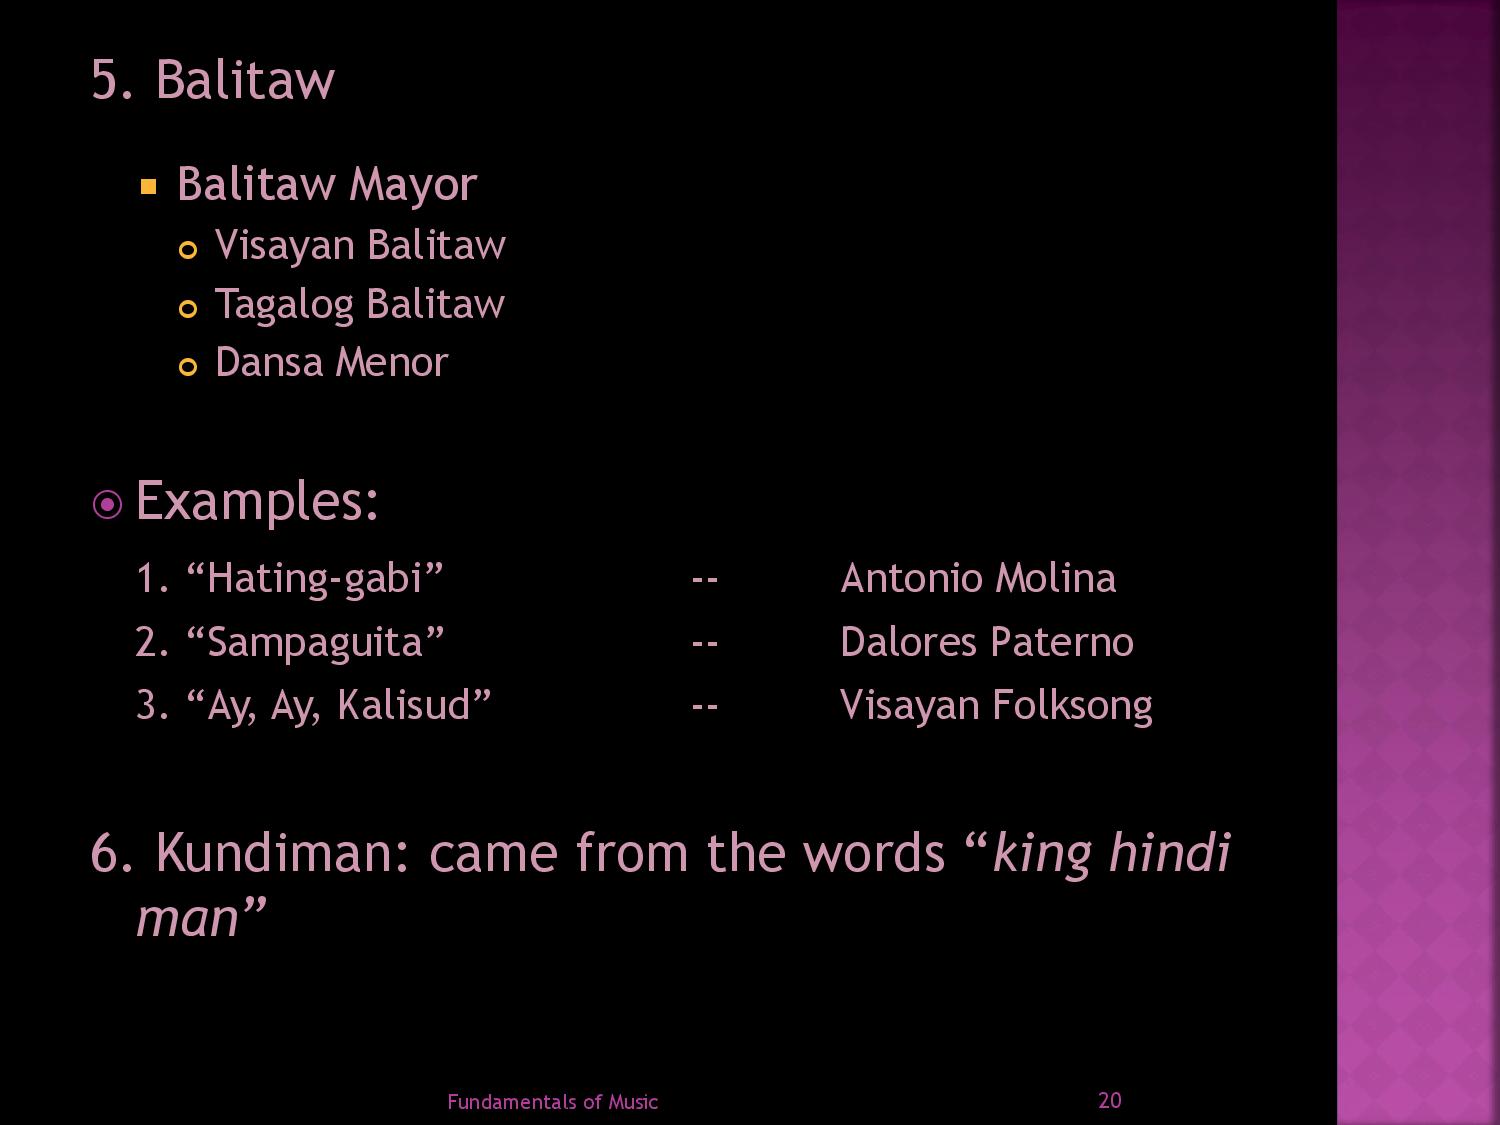 5. Balitaw
Balitaw Mayor
Visayan Balitaw
Tagalog Balitaw
Dansa Menor
Examples:
1. “Hating-gabi” -- Antonio Molina
2. “Sampaguita” -- Dalores Paterno
3. “Ay, Ay, Kalisud” -- Visayan Folksong
6. Kundiman: came from the words “king hindi
man”
Fundamentals of Music 20